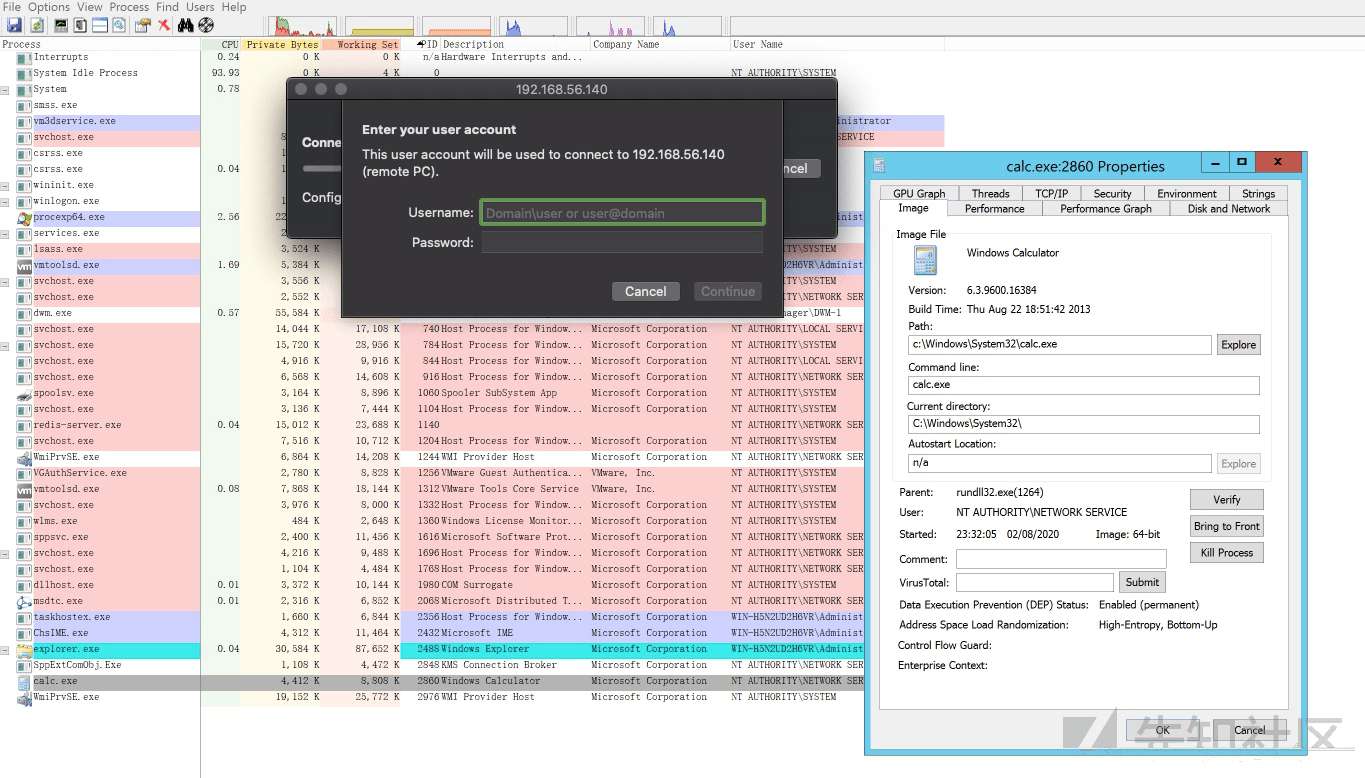 File Options View Process Find Users Help
Process CPU Private Bytes Working Set PID Description Company Name User Name
Interrupts 0.24 0 K 0 K n/a Hardware Interrupts and...
System Idle Process 93.93 0 K 4 K 0 NT AUTHORITY\SYSTEM
System 0.78
smss.exe
vm3dservice.exe inistrator
svchost.exe SERVICE
csrss.exe
csrss.exe 0.04
wininit.exe
winlogon.exe
procexp64.exe 2.56
services.exe
lsass.exe 3,524 K \SYSTEM
vmtoolsd.exe 1.69 5,384 K 2H6VR\Administ
svchost.exe 3,556 K \SYSTEM
svchost.exe 2,552 K \NETWORK SER
dwm.exe 0.57 55,584 K ager\DWM-1
svchost.exe 14,044 K 17,108 K 740 Host Process for Window... Microsoft Corporation NT AUTHORITY\LOCAL SERVI
svchost.exe 15,720 K 28,956 K 784 Host Process for Window... Microsoft Corporation NT AUTHORITY\SYSTEM
svchost.exe 4,916 K 9,916 K 844 Host Process for Window... Microsoft Corporation NT AUTHORITY\LOCAL SERVI
svchost.exe 6,568 K 14,608 K 916 Host Process for Window... Microsoft Corporation NT AUTHORITY\NETWORK SER
spoolsv.exe 3,164 K 8,896 K 1060 Spooler SubSystem App Microsoft Corporation NT AUTHORITY\SYSTEM
svchost.exe 3,136 K 7,444 K 1104 Host Process for Window... Microsoft Corporation NT AUTHORITY\SYSTEM
redis-server.exe 0.04 15,012 K 23,688 K 1140 NT AUTHORITY\NETWORK SER
svchost.exe 7,516 K 10,712 K 1204 Host Process for Window... Microsoft Corporation NT AUTHORITY\SYSTEM
WmiPrvSE.exe 6,864 K 14,208 K 1244 WMI Provider Host Microsoft Corporation NT AUTHORITY\NETWORK SER
VGAuthService.exe 2,780 K 8,828 K 1256 VMware Guest Authentica... VMware, Inc. NT AUTHORITY\SYSTEM
vmtoolsd.exe 0.08 7,868 K 18,144 K 1312 VMware Tools Core Service VMware, Inc. NT AUTHORITY\SYSTEM
svchost.exe 3,976 K 8,000 K 1332 Host Process for Window... Microsoft Corporation NT AUTHORITY\SYSTEM
wlms.exe 484 K 2,648 K 1360 Windows License Monitor... Microsoft Corporation NT AUTHORITY\SYSTEM
sppsvc.exe 2,400 K 11,456 K 1616 Microsoft Software Prot... Microsoft Corporation NT AUTHORITY\NETWORK SER
svchost.exe 4,216 K 9,488 K 1696 Host Process for Window... Microsoft Corporation NT AUTHORITY\SYSTEM
svchost.exe 1,104 K 4,484 K 1768 Host Process for Window... Microsoft Corporation NT AUTHORITY\NETWORK SER
dllhost.exe 0.01 3,372 K 10,144 K 1980 COM Surrogate Microsoft Corporation NT AUTHORITY\SYSTEM
msdtc.exe 0.01 2,316 K 6,852 K 2068 Microsoft Distributed T... Microsoft Corporation NT AUTHORITY\NETWORK SER
taskhostex.exe 1,660 K 6,844 K 2356 Host Process for Window... Microsoft Corporation WIN-H5N2UD2H6VR\Administ
ChsIME.exe 4,312 K 11,464 K 2432 Microsoft IME Microsoft Corporation WIN-H5N2UD2H6VR\Administ
explorer.exe 0.04 30,584 K 87,652 K 2488 Windows Explorer Microsoft Corporation WIN-H5N2UD2H6VR\Administ
SppExtComObj.Exe 1,108 K 4,472 K 2848 KMS Connection Broker Microsoft Corporation NT AUTHORITY\NETWORK SER
calc.exe 4,412 K 8,808 K 2860 Windows Calculator Microsoft Corporation NT AUTHORITY\NETWORK SER
WmiPrvSE.exe 19,152 K 25,772 K 2976 WMI Provider Host Microsoft Corporation NT AUTHORITY\SYSTEM
192.168.56.140
Conne
ncel
Config
Enter your user account
This user account will be used to connect to 192.168.56.140
(remote PC).
Username: Domain\user or user@domain
Password:
Cancel Continue
calc.exe:2860 Properties
GPU Graph Threads TCP/IP Security Environment Strings
Image Performance Performance Graph Disk and Network
Image File
Windows Calculator
Version: 6.3.9600.16384
Build Time: Thu Aug 22 18:51:42 2013
Path:
c:\Windows\System32\calc.exe Explore
Command line:
calc.exe
Current directory:
C:\Windows\System32\
Autostart Location:
n/a Explore
Parent: rundll32.exe(1264) Verify
User: NT AUTHORITY\NETWORK SERVICE
Bring to Front
Started: 23:32:05 02/08/2020 Image: 64-bit
Comment: Kill Process
VirusTotal: Submit
Data Execution Prevention (DEP) Status: Enabled (permanent)
Address Space Load Randomization: High-Entropy, Bottom-Up
Control Flow Guard:
Enterprise Context:
OK Cancel
先知社区